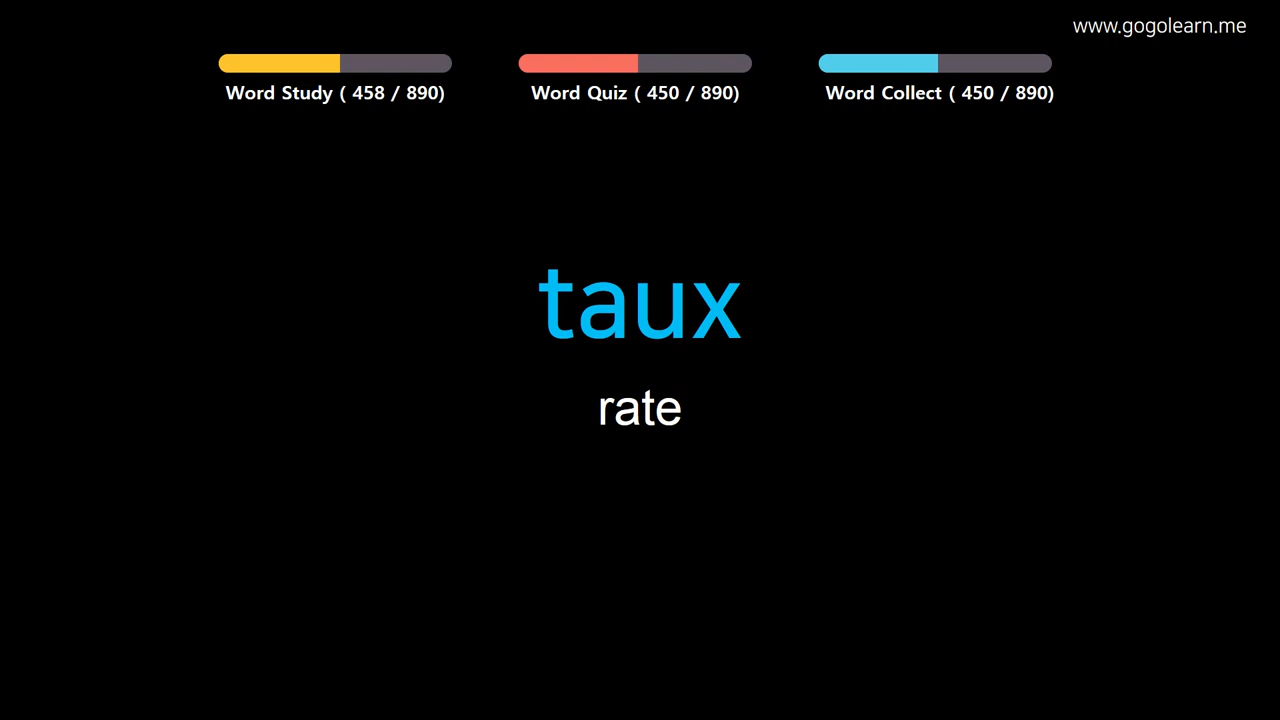 www.gogolearn.me
Word Study ( 458 / 890)
Word Quiz ( 450 / 890)
Word Collect ( 450 / 890)
taux
rate